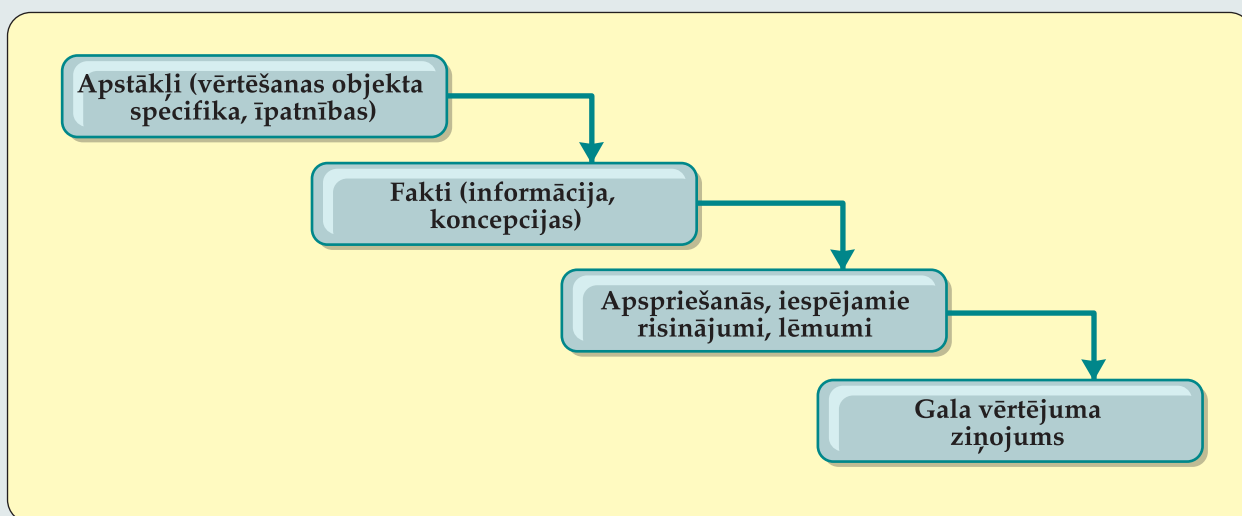 Apstākļi (vērtēšanas objekta
specifika, īpatnības)
Fakti (informācija,
koncepcijas)
Apspriešanās, iespējamie
risinājumi, lēmumi
Gala vērtējuma
ziņojums